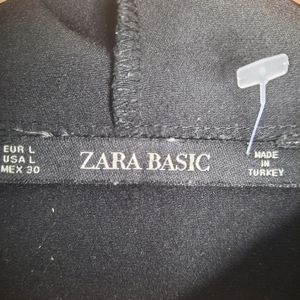 EUR L
USA L
MEX 30
ZARA BASIC
MADE
IN
TURKEY